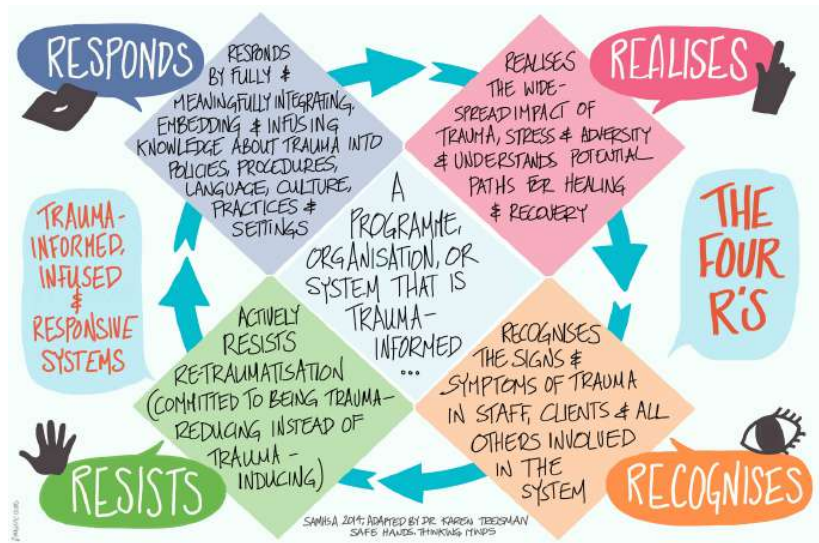 RESPONDS
RESPONDS
BY FULLY &
MEANINGFULLY INTEGRATING,
EMBEDDING & INFUSING
KNOWLEDGE ABOUT TRAUMA INTO
POLICIES, PROCEDURES,
LANGUAGE, CULTURE,
PRACTICES &
SETTINGS
REALISES
REALISES
THE WIDE-
SPREAD IMPACT OF
TRAUMA, STRESS & ADVERSITY
& UNDERSTANDS POTENTIAL
PATHS FOR HEALING
& RECOVERY
TRAUMA-
INFORMED,
INFUSED
&
RESPONSIVE
SYSTEMS
A
PROGRAMME,
ORGANISATION, OR
SYSTEM THAT IS
TRAUMA-
INFORMED
...
THE
FOUR
R'S
ACTIVELY
RESISTS
RE-TRAUMATISATION
(COMMITTED TO BEING TRAUMA-
REDUCING INSTEAD OF
TRAUMA-
INDUCING)
RESISTS
RECOGNISES
THE SIGNS &
SYMPTOMS OF TRAUMA
IN STAFF, CLIENTS & ALL
OTHERS INVOLVED
IN THE
SYSTEM
RECOGNISES
SAMHSA 2014; ADAPTED BY DR KAREN TREISMAN
SAFE HANDS THINKING MINDS